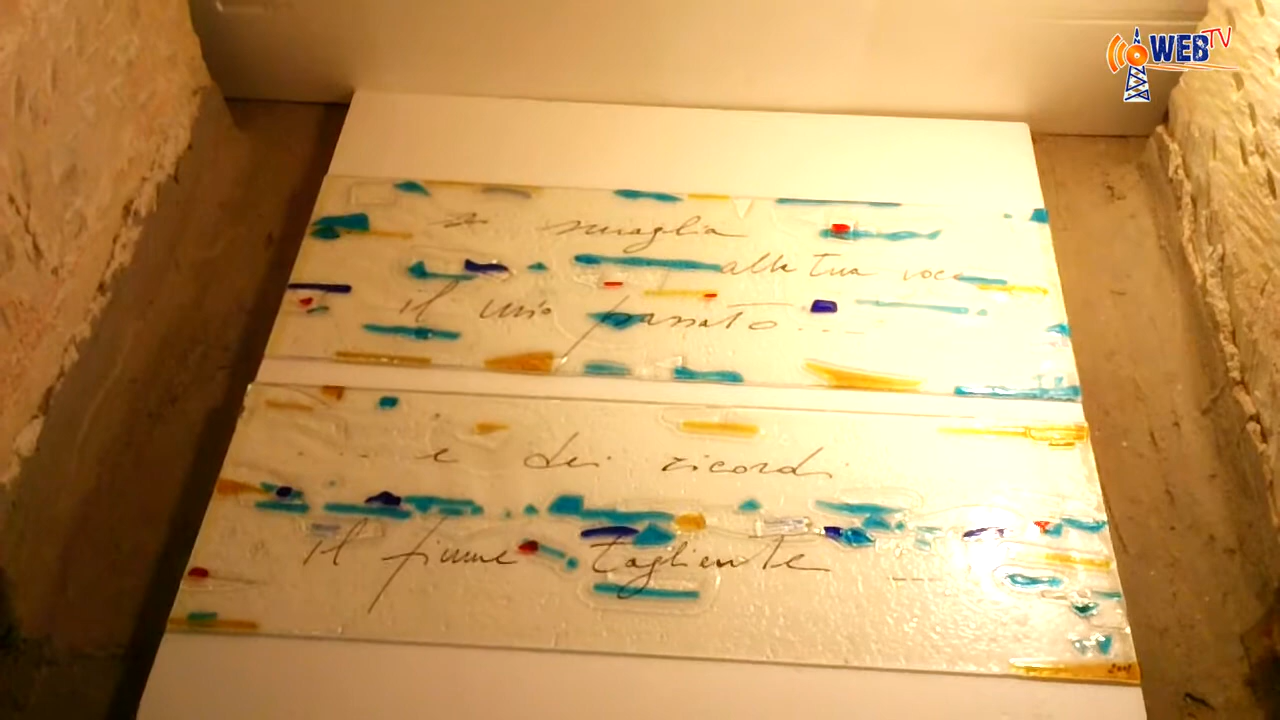 WEB TV
smaglia
alla tua voce
il mio passato...
... e dei ricordi
il fiume tagliente